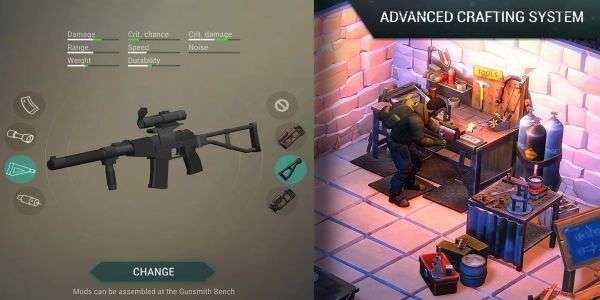 Damage Crit. chance Crit. damage
Range Speed Noise
Weight Durability
CHANGE
Mods can be assembled at the Gunsmith Bench
ADVANCED CRAFTING SYSTEM
TOOLS